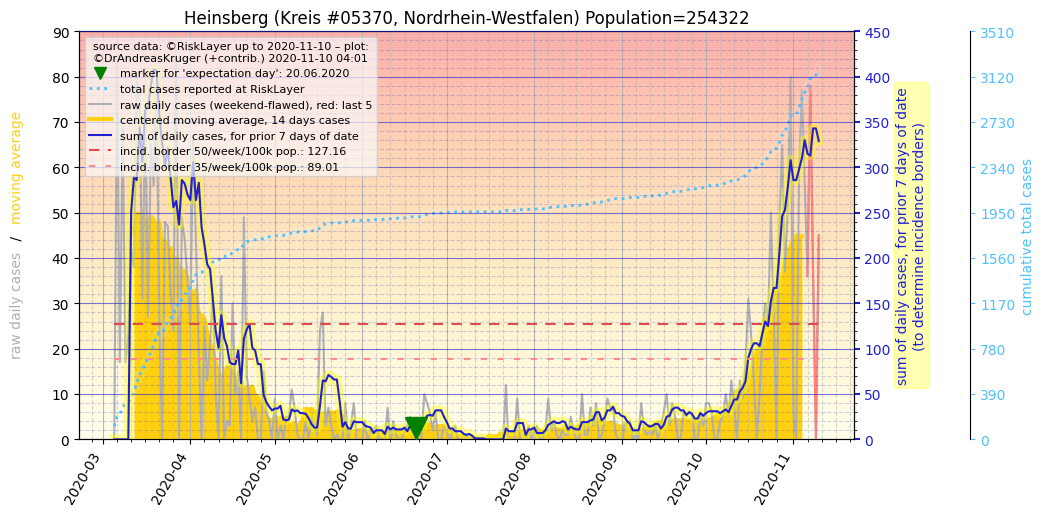 Heinsberg (Kreis #05370, Nordrhein-Westfalen) Population=254322
source data: ©RiskLayer up to 2020-11-10 – plot:
©DrAndreasKruger (+contrib.) 2020-11-10 04:01
marker for 'expectation day': 20.06.2020
total cases reported at RiskLayer
raw daily cases (weekend-flawed), red: last 5
centered moving average, 14 days cases
sum of daily cases, for prior 7 days of date
incid. border 50/week/100k pop.: 127.16
incid. border 35/week/100k pop.: 89.01
raw daily cases / moving average
90
80
70
60
50
40
30
20
10
0
2020-03
2020-04
2020-05
2020-06
2020-07
2020-08
2020-09
2020-10
2020-11
450
400
350
300
250
200
150
100
50
0
sum of daily cases, for prior 7 days of date
(to determine incidence borders)
3510
3120
2730
2340
1950
1560
1170
780
390
0
cumulative total cases